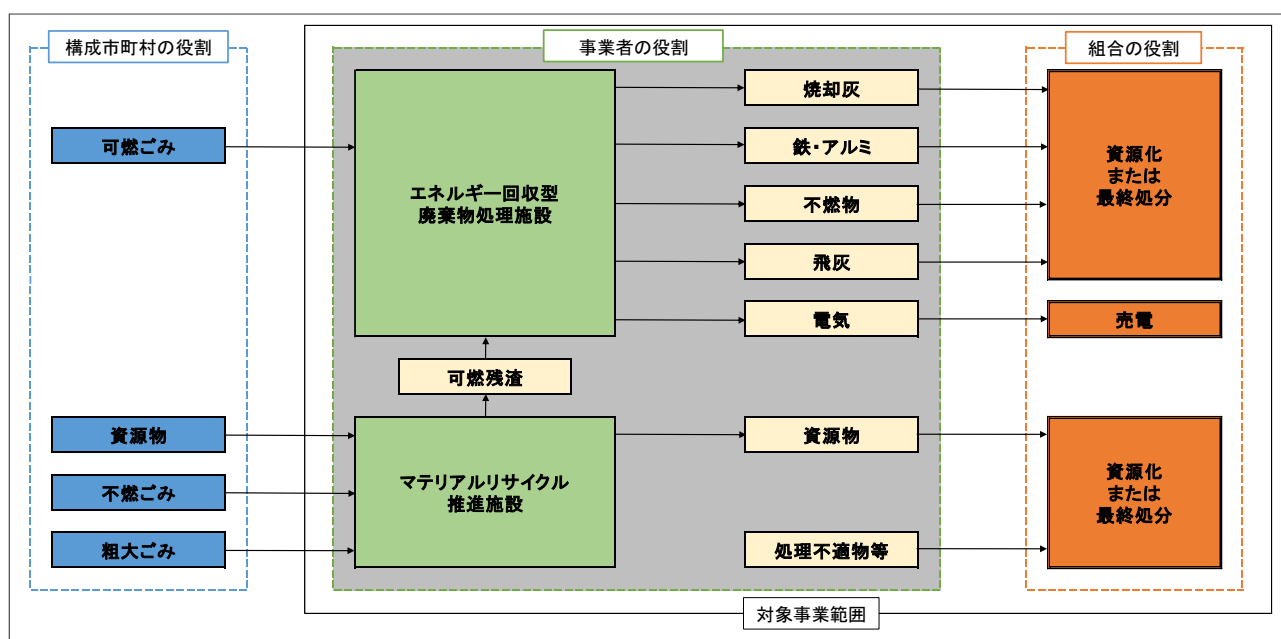 構成市町村の役割
事業者の役割
組合の役割
可燃ごみ
エネルギー回収型
廃棄物処理施設
焼却灰
鉄・アルミ
不燃物
飛灰
電気
資源化
または
最終処分
売電
可燃残渣
資源物
不燃ごみ
粗大ごみ
マテリアルリサイクル
推進施設
資源物
処理不適物等
資源化
または
最終処分
対象事業範囲